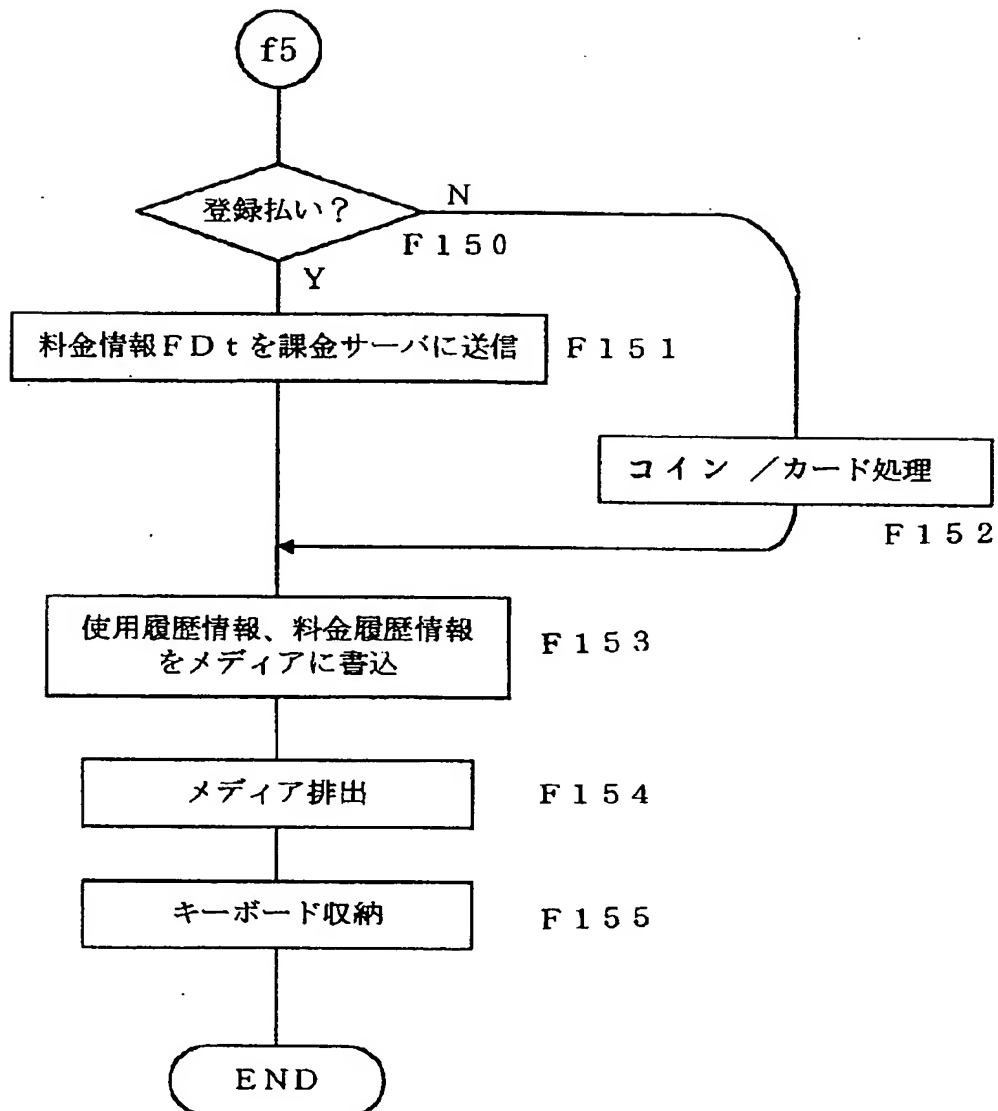 f5
登録払い?
N
F150
Y
料金情報FDtを課金サーバに送信
F151
コイン /カード処理
F152
使用履歴情報、料金履歴情報
をメディアに書込
F153
メディア排出
F154
キーボード収納
F155
END